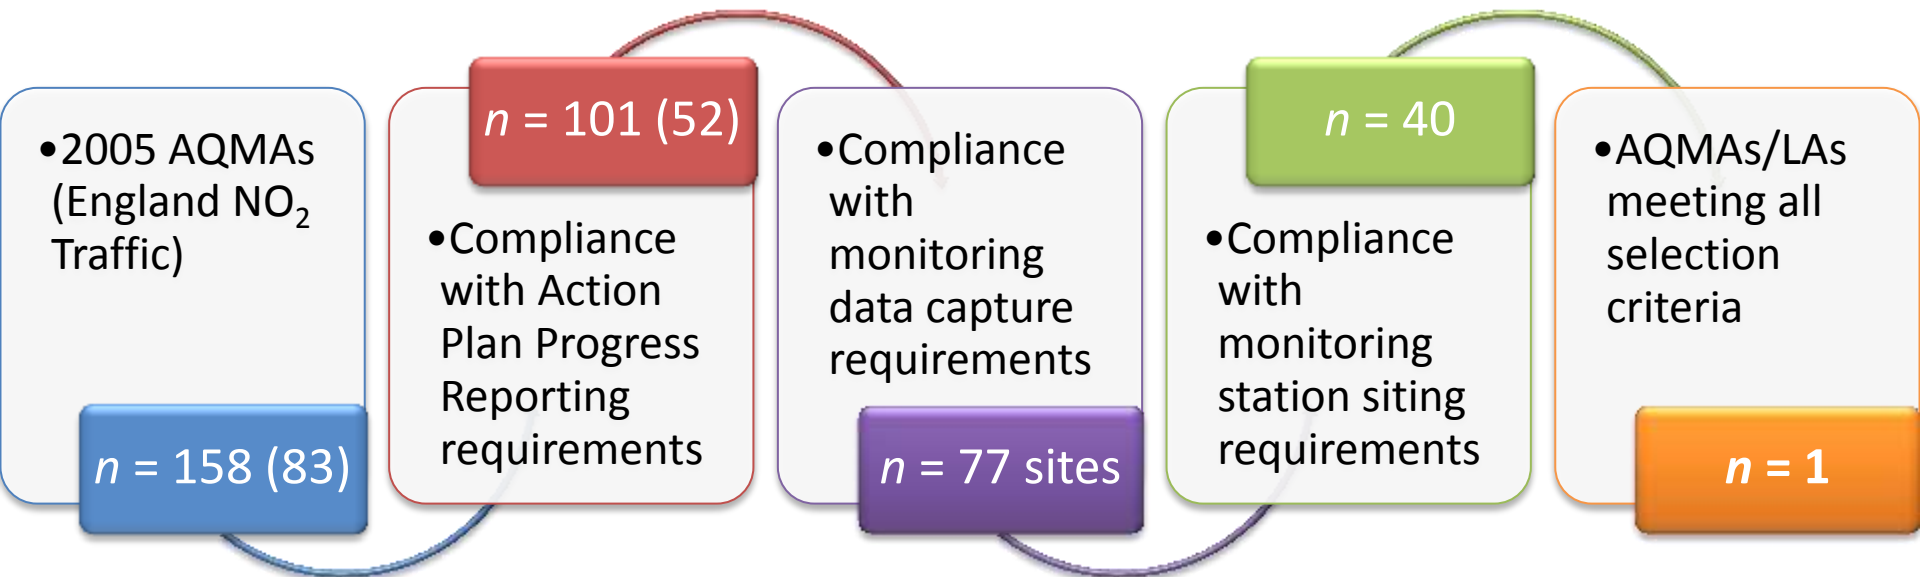 •2005 AQMAs
(England NO₂
Traffic)
n = 158 (83)
n = 101 (52)
•Compliance
with Action
Plan Progress
Reporting
requirements
•Compliance
with
monitoring
data capture
requirements
n = 77 sites
n = 40
•Compliance
with
monitoring
station siting
requirements
•AQMAs/LAs
meeting all
selection
criteria
n = 1